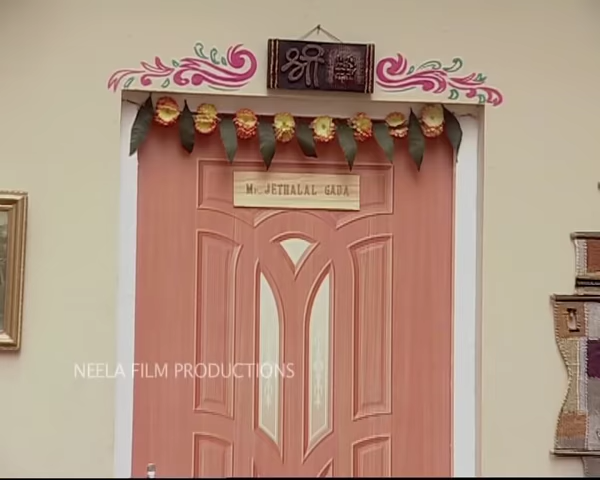 श्री
Mr. JETHALAL GADA
NEELA FILM PRODUCTIONS